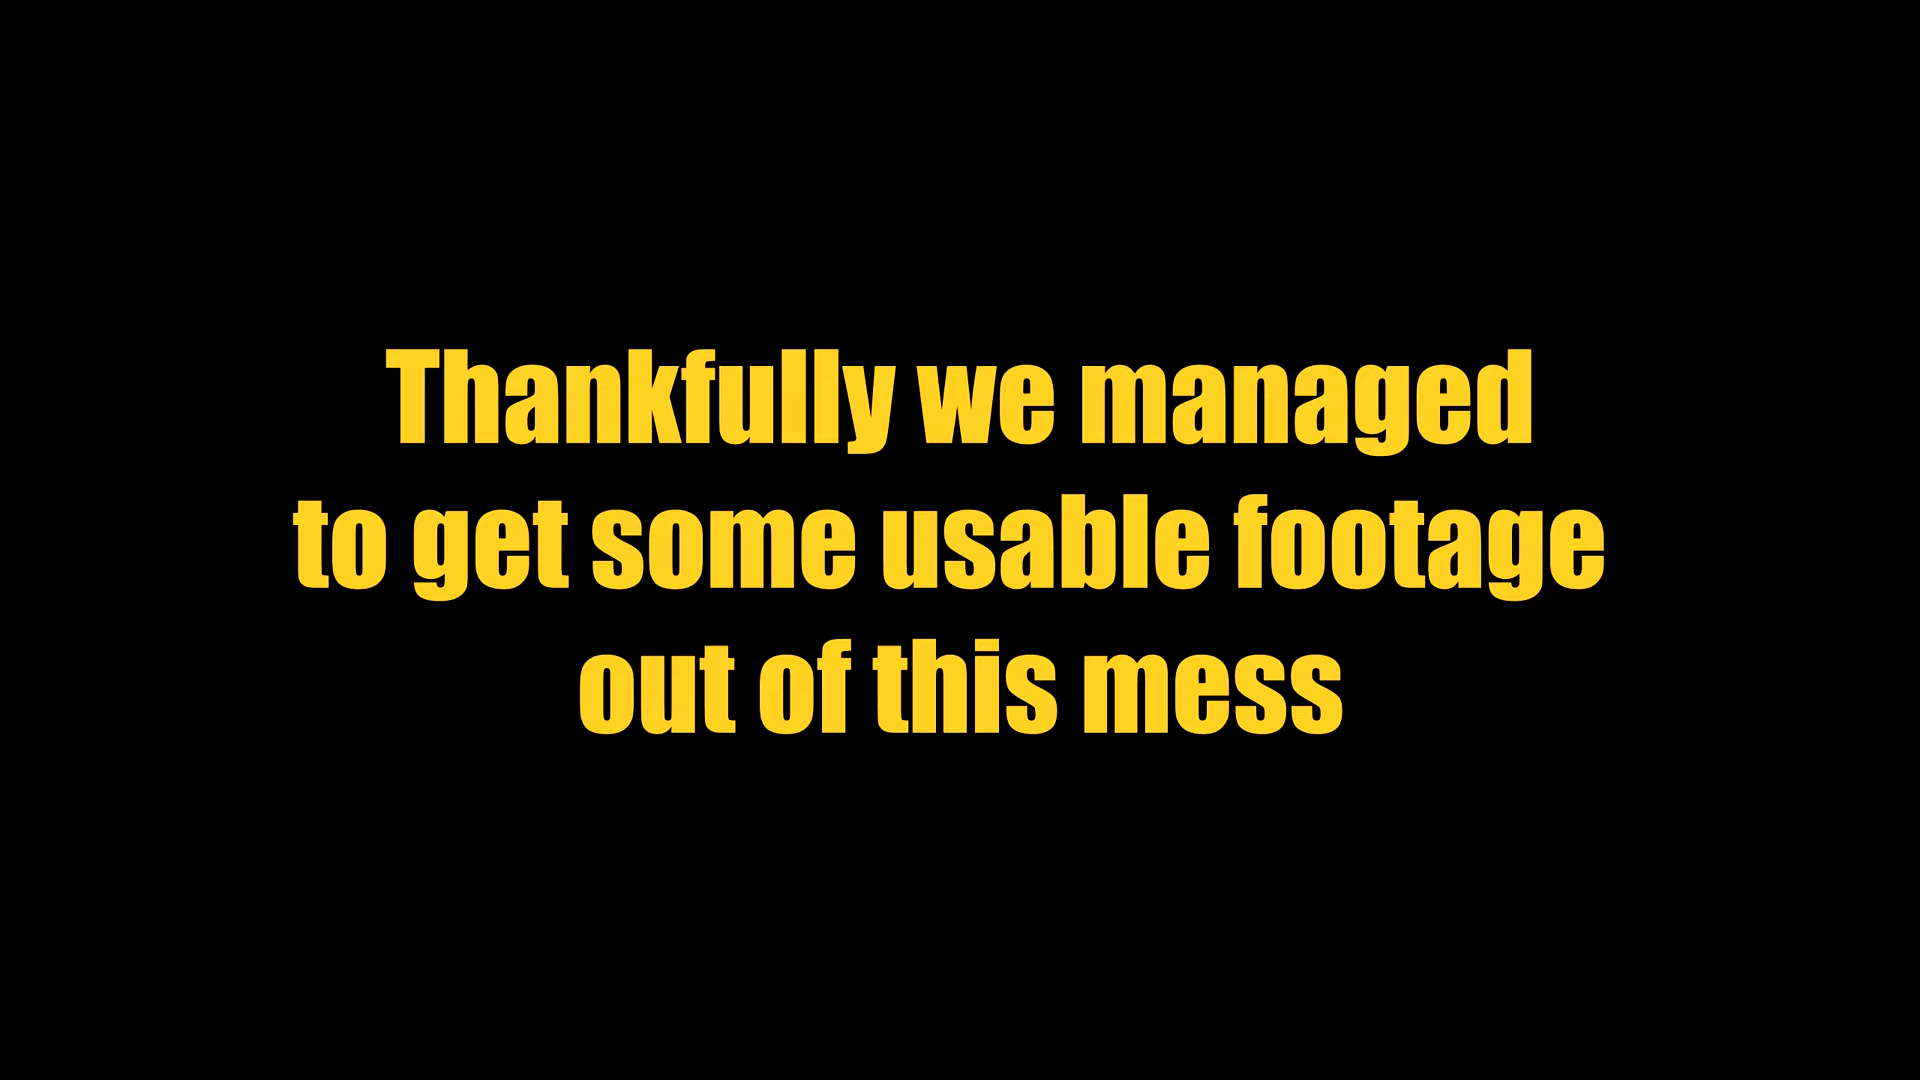 Thankfully we managed
to get some usable footage
out of this mess